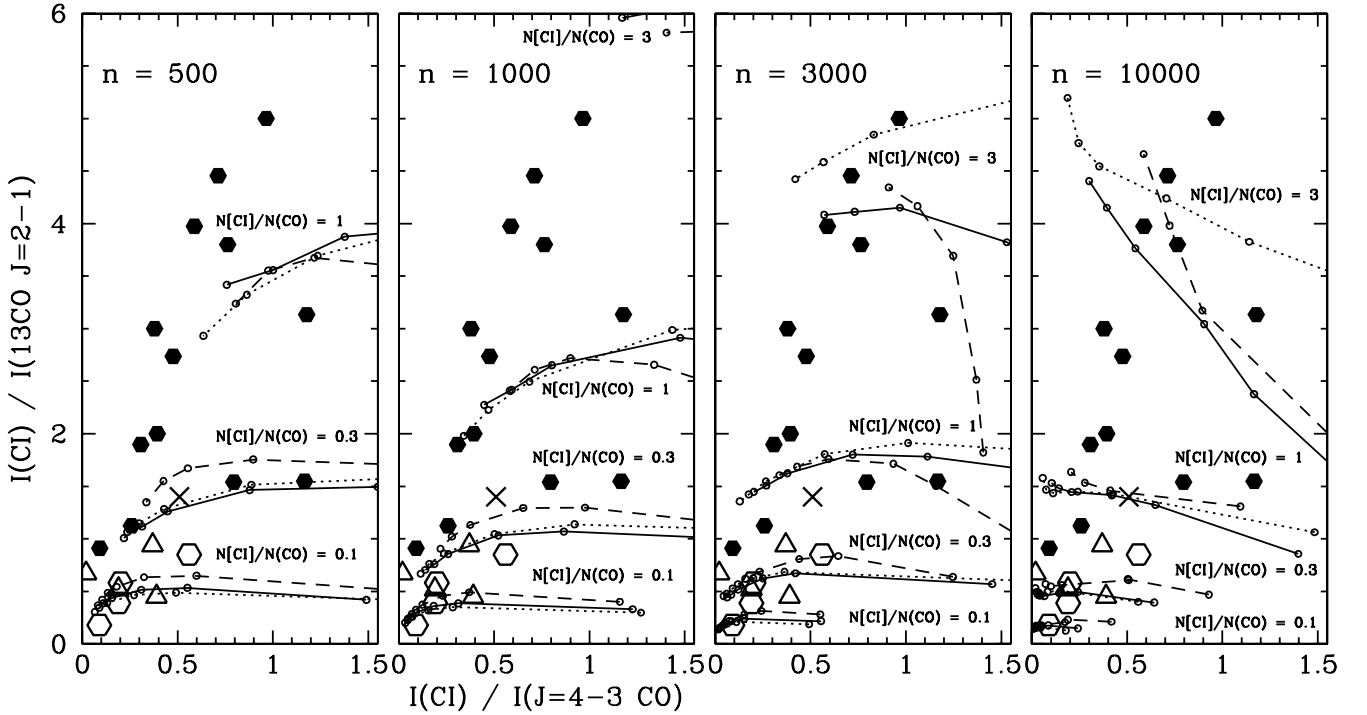 I(CI) / I(13CO J=2-1)
6
5
4
3
2
1
0
n = 500
N[CI]/N(CO) = 1
N[CI]/N(CO) = 0.3
N[CI]/N(CO) = 0.1
n = 1000
N[CI]/N(CO) = 3
N[CI]/N(CO) = 1
N[CI]/N(CO) = 0.3
N[CI]/N(CO) = 0.1
n = 3000
N[CI]/N(CO) = 3
N[CI]/N(CO) = 1
N[CI]/N(CO) = 0.3
N[CI]/N(CO) = 0.1
n = 10000
N[CI]/N(CO) = 3
N[CI]/N(CO) = 1
N[CI]/N(CO) = 0.3
N[CI]/N(CO) = 0.1
0 0.5 1 1.5 0 0.5 1 1.5 0 0.5 1 1.5 0 0.5 1 1.5
I(CI) / I(J=4-3 CO)